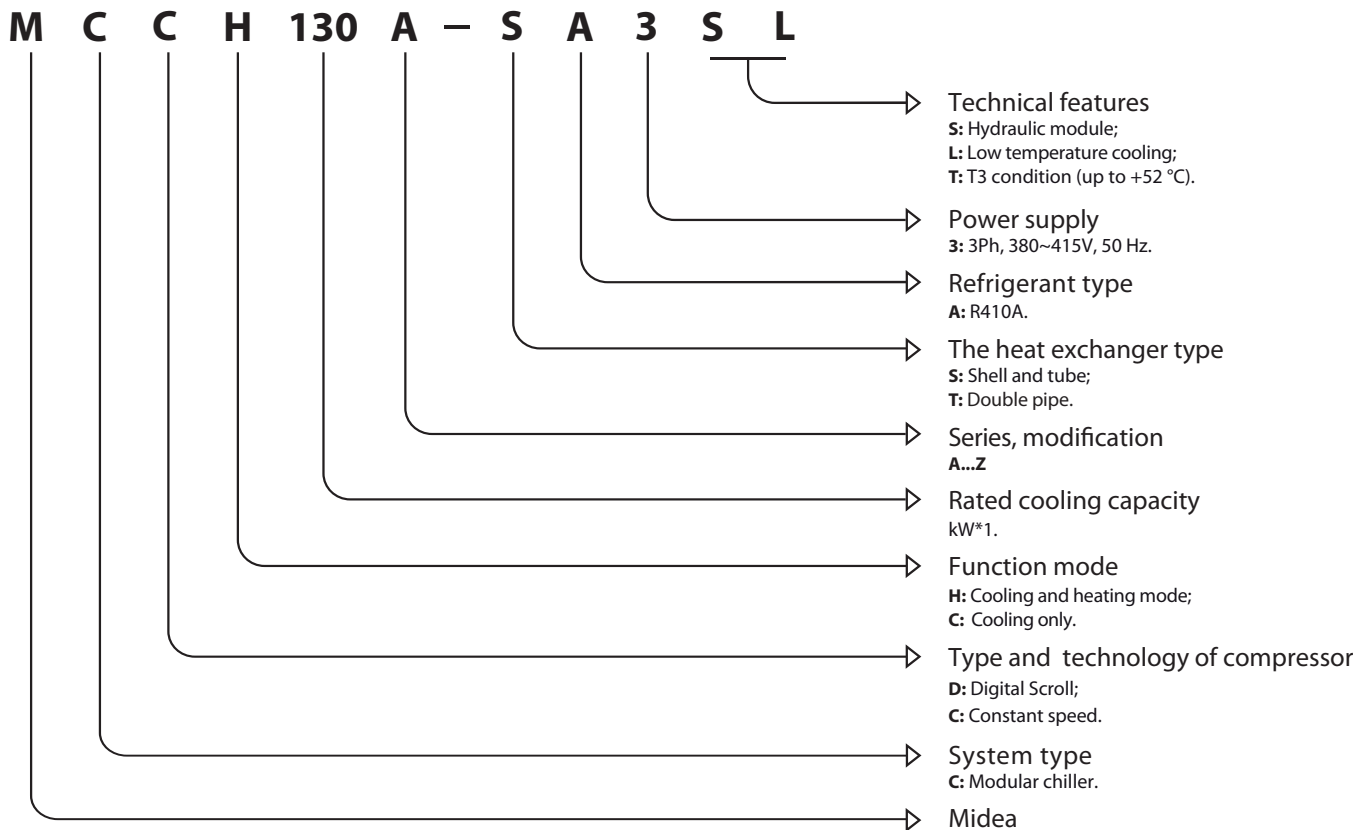 M C C H 130 A – S A 3 S L
Technical features
S: Hydraulic module;
L: Low temperature cooling;
T: T3 condition (up to +52 °C).
Power supply
3: 3Ph, 380~415V, 50 Hz.
Refrigerant type
A: R410A.
The heat exchanger type
S: Shell and tube;
T: Double pipe.
Series, modification
A...Z
Rated cooling capacity
kW*1.
Function mode
H: Cooling and heating mode;
C: Cooling only.
Type and technology of compressor
D: Digital Scroll;
C: Constant speed.
System type
C: Modular chiller.
Midea